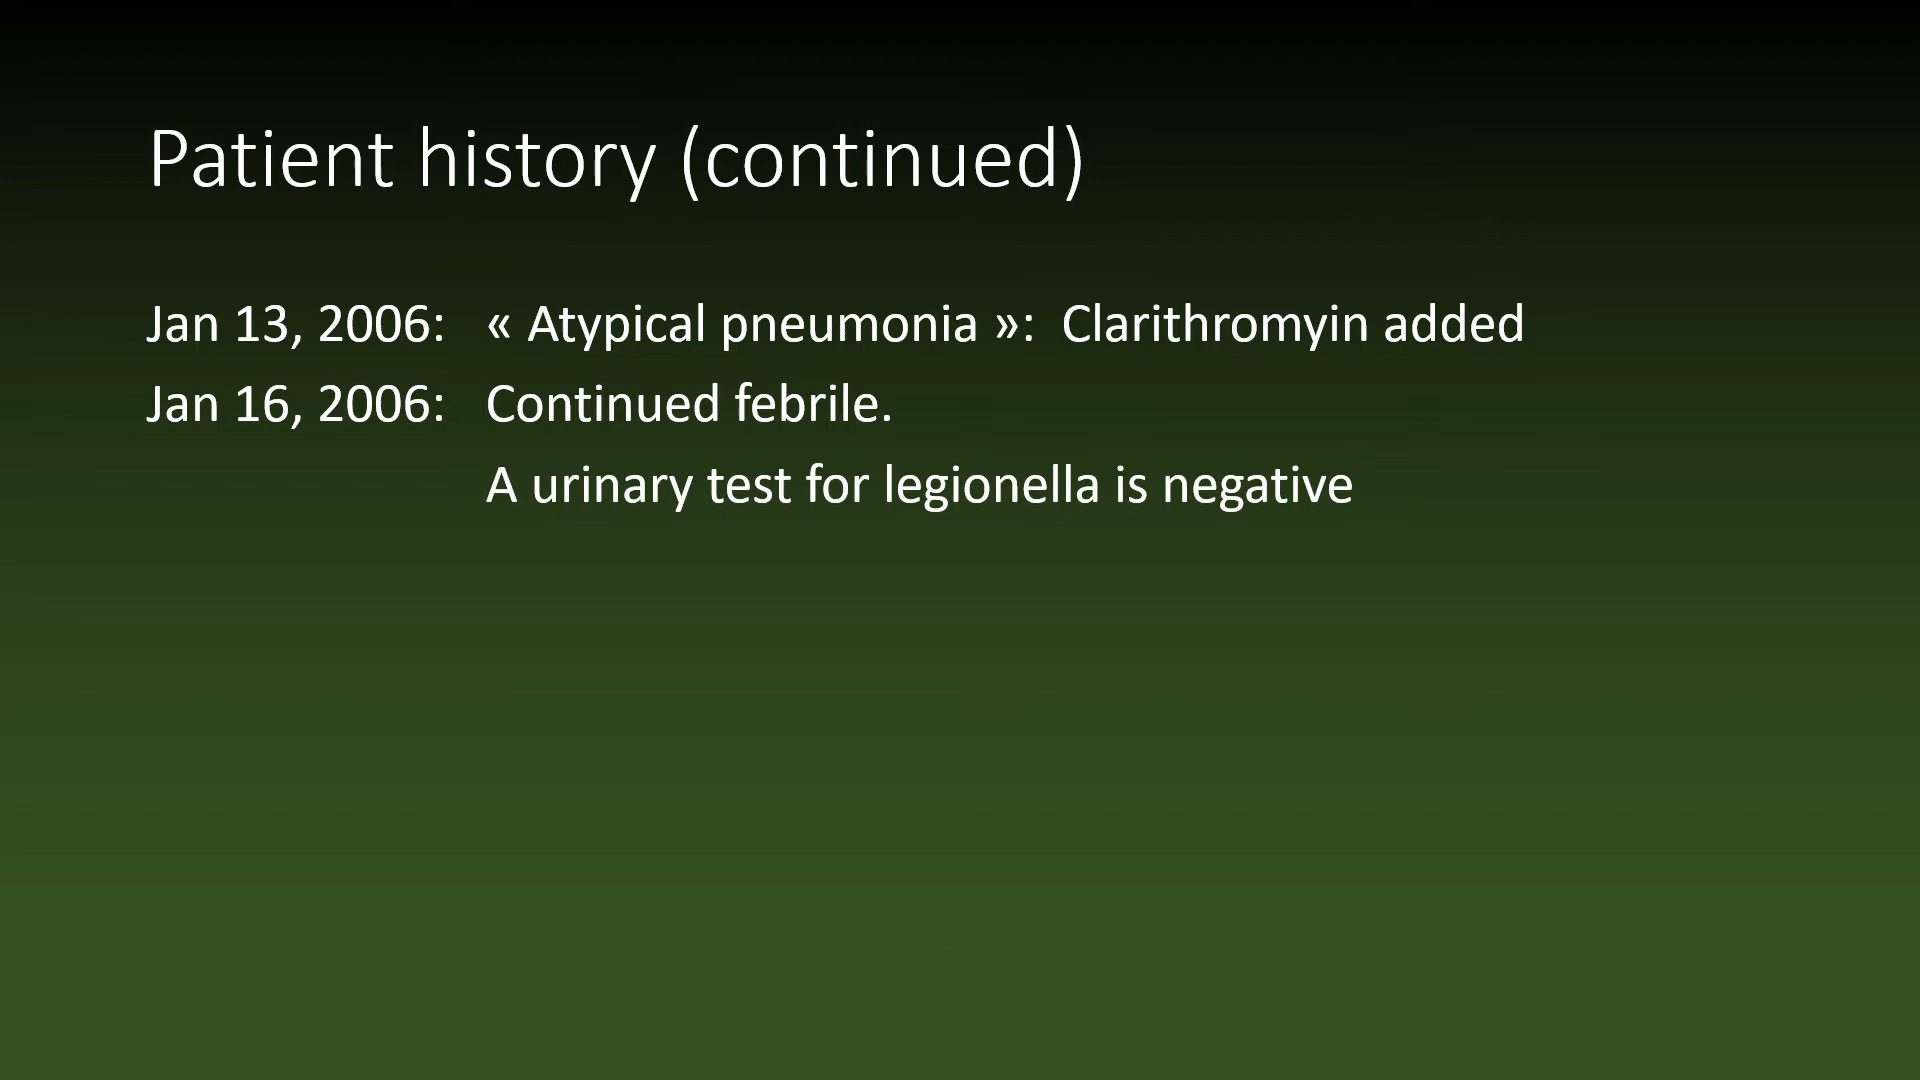 Patient history (continued)
Jan 13, 2006: « Atypical pneumonia »: Clarithromyin added
Jan 16, 2006: Continued febrile.
A urinary test for legionella is negative